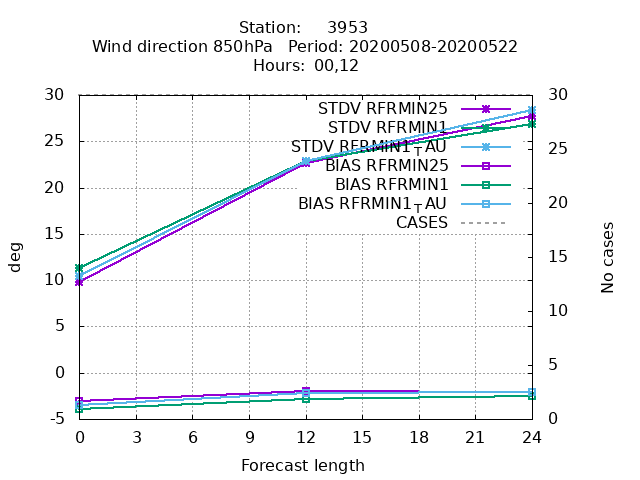 Station: 3953
Wind direction 850hPa Period: 20200508-20200522
Hours: 00,12
30 30
STDV RFRMIN25
STDV RFRMIN1
25 STDV RFRMIN1TAU 25
BIAS RFRMIN25
20 BIAS RFRMIN1
BIAS RFRMIN1TAU 20
CASES
15 15
deg No cases
10 10
5 5
0
-5 0
0 3 6 9 12 15 18 21 24
Forecast length